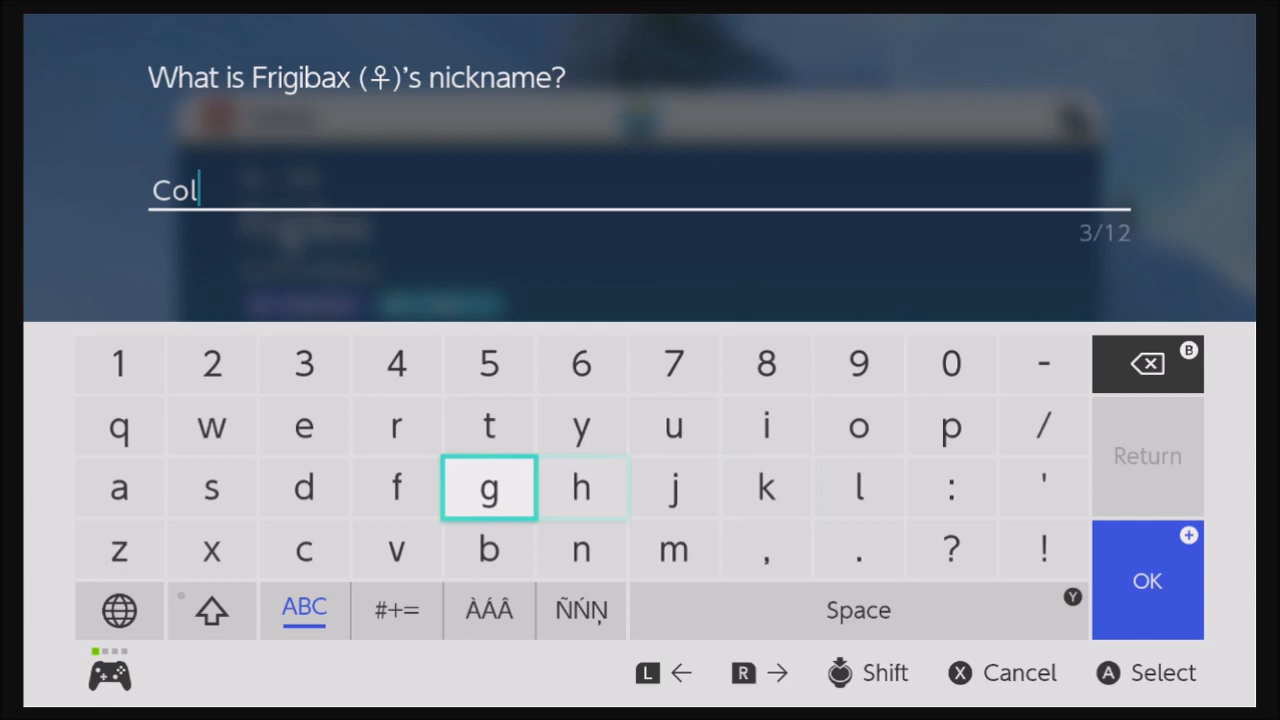 What is Frigibax (♀)'s nickname?
Col
3/12
1 2 3 4 5 6 7 8 9 0 - B
q w e r t y u i o p / Return
a s d f g h j k l : '
z x c v b n m , . ? ! + OK
ABC #+= ÀÁÂ ÑŃŅ Space Y
L ← R → Shift X Cancel A Select